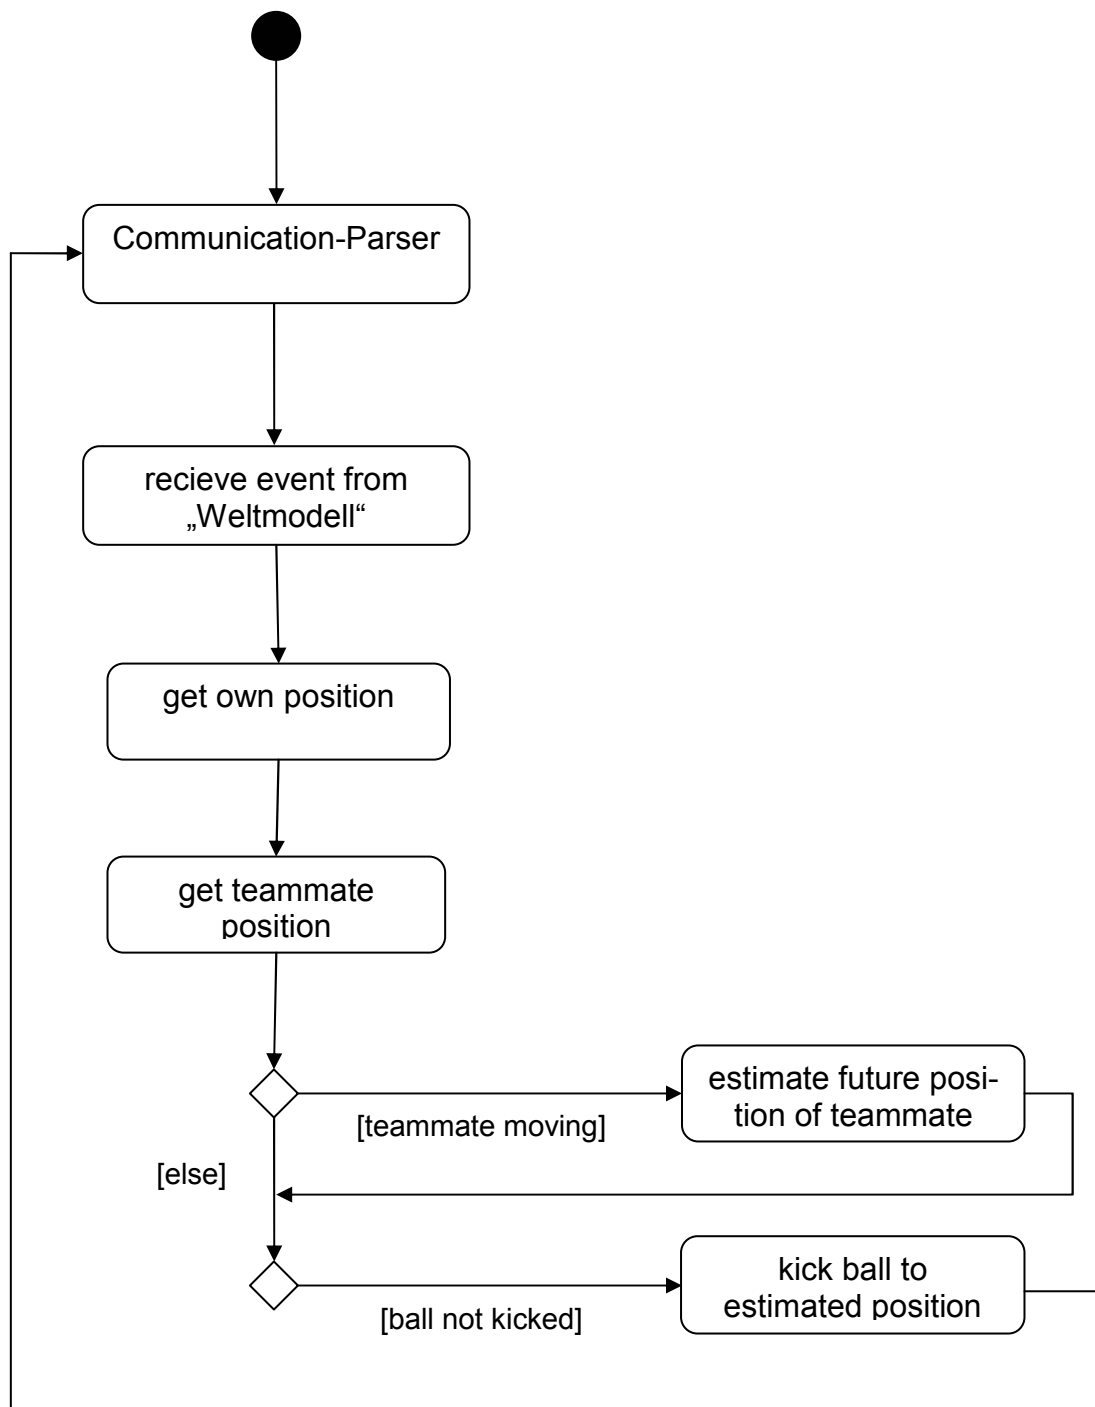 Communication-Parser
recieve event from
„Weltmodell“
get own position
get teammate
position
estimate future posi-
tion of teammate
[teammate moving]
[else]
kick ball to
estimated position
[ball not kicked]